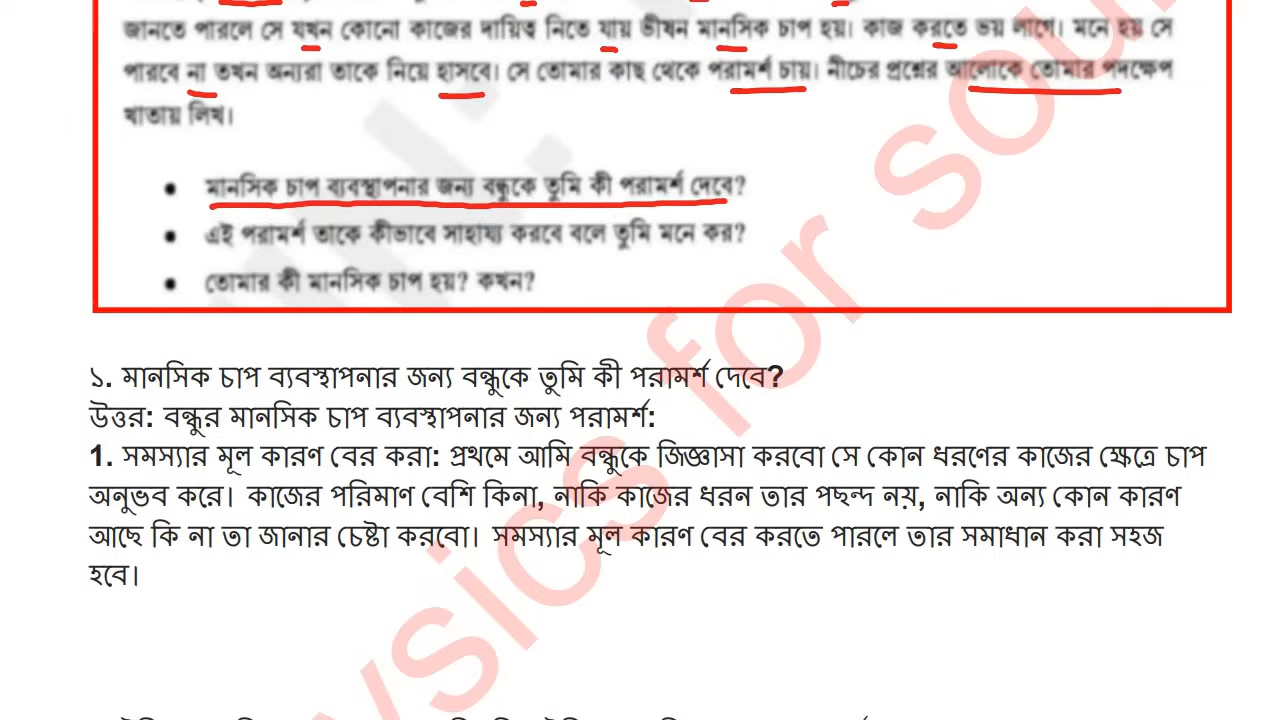 জানতে পারলে সে যখন কোনো কাজের দায়িত্ব নিতে যায় ভীষন মানসিক চাপ হয়। কাজ করতে ভয় লাগে। মনে হয় সে
পারবে না তখন অন্যরা তাকে নিয়ে হাসবে। সে তোমার কাছ থেকে পরামর্শ চায়। নীচের প্রশ্নের আলোকে তোমার পদক্ষেপ
খাতায় লিখ।
• মানসিক চাপ ব্যবস্থাপনার জন্য বন্ধুকে তুমি কী পরামর্শ দেবে?
• এই পরামর্শ তাকে কীভাবে সাহায্য করবে বলে তুমি মনে কর?
• তোমার কী মানসিক চাপ হয়? কখন?
১. মানসিক চাপ ব্যবস্থাপনার জন্য বন্ধুকে তুমি কী পরামর্শ দেবে?
উত্তর: বন্ধুর মানসিক চাপ ব্যবস্থাপনার জন্য পরামর্শ:
1. সমস্যার মূল কারণ বের করা: প্রথমে আমি বন্ধুকে জিজ্ঞাসা করবো সে কোন ধরণের কাজের ক্ষেত্রে চাপ
অনুভব করে। কাজের পরিমাণ বেশি কিনা, নাকি কাজের ধরন তার পছন্দ নয়, নাকি অন্য কোন কারণ
আছে কি না তা জানার চেষ্টা করবো। সমস্যার মূল কারণ বের করতে পারলে তার সমাধান করা সহজ
হবে।
ysics for sou